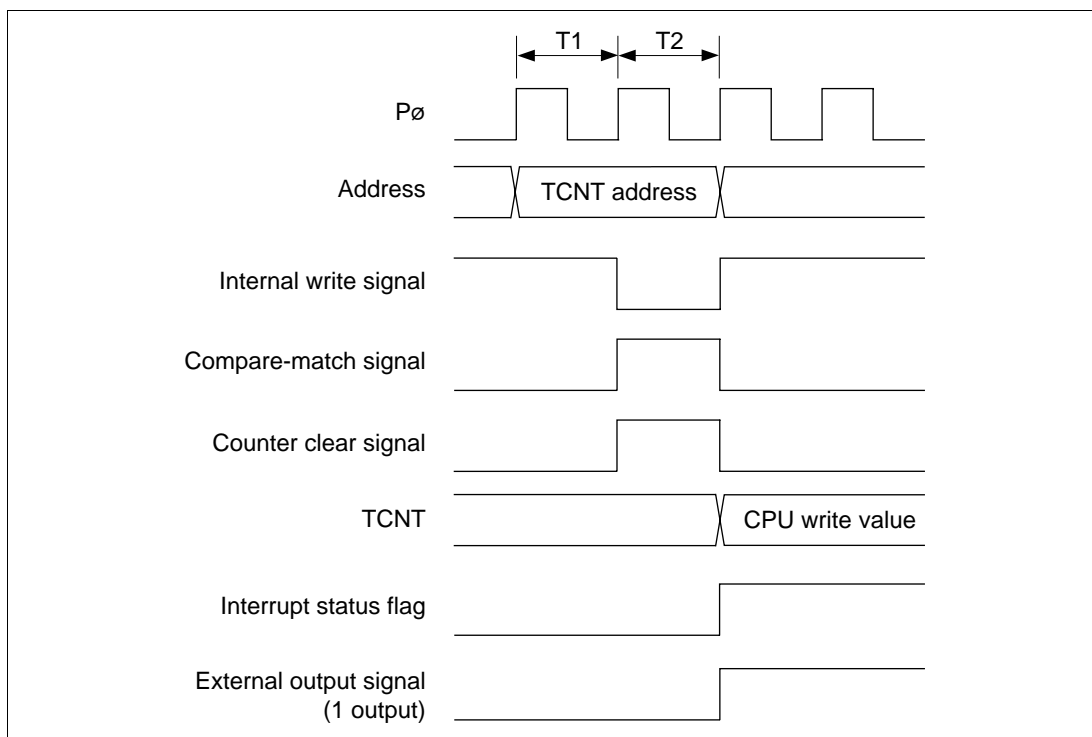 T1 T2
Pø
Address TCNT address
Internal write signal
Compare-match signal
Counter clear signal
TCNT CPU write value
Interrupt status flag
External output signal
(1 output)